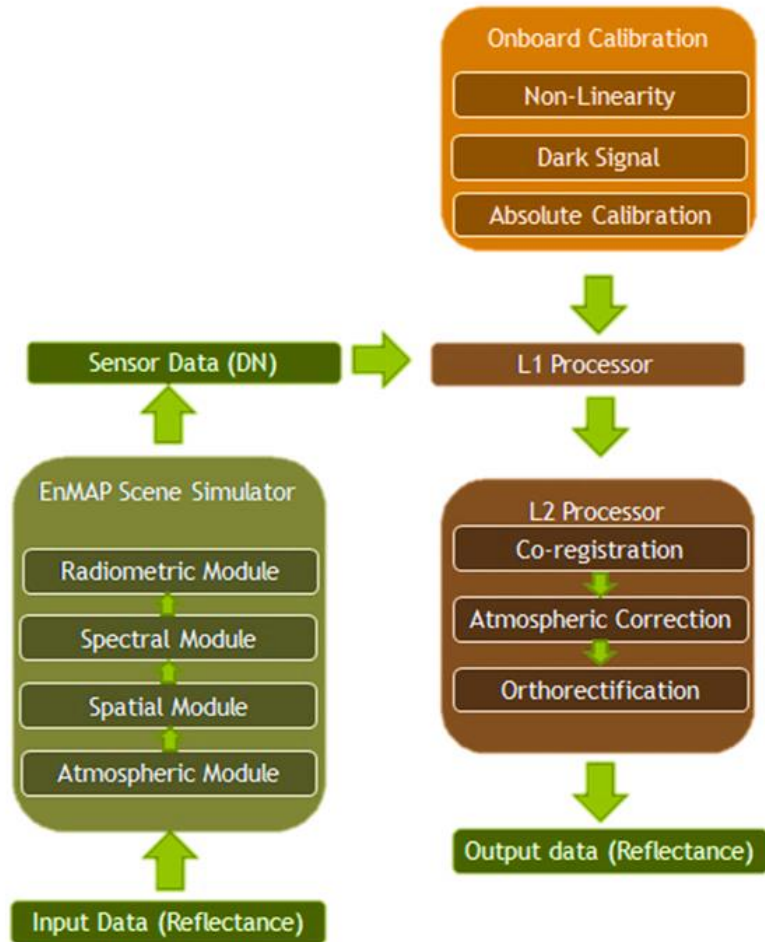 Onboard Calibration
Non-Linearity
Dark Signal
Absolute Calibration
Sensor Data (DN)
L1 Processor
EnMAP Scene Simulator
Radiometric Module
Spectral Module
Spatial Module
Atmospheric Module
L2 Processor
Co-registration
Atmospheric Correction
Orthorectification
Output data (Reflectance)
Input Data (Reflectance)